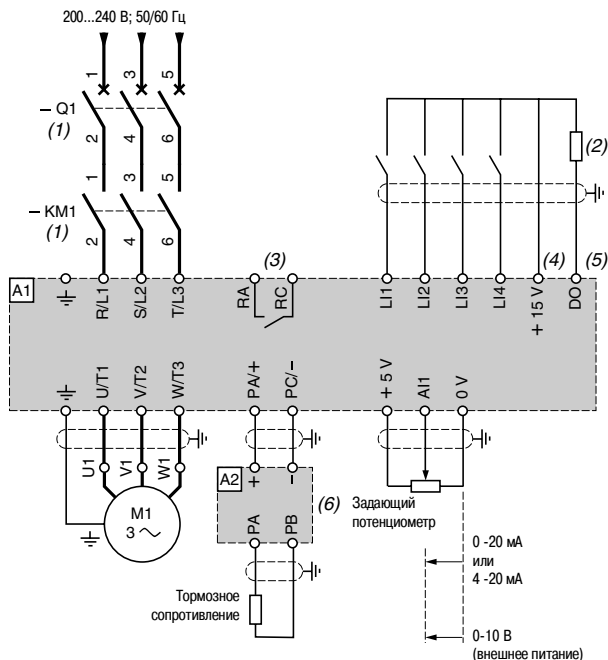 200...240 В; 50/60 Гц
1 3 5
– Q1
(1)
2 4 6
1 3 5
– KM1
(1)
2 4 6
(2)
(3) (4) (5)
A1
R/L1 S/L2 T/L3 RA RC LI1 LI2 LI3 LI4 + 15 V DO
U/T1 V/T2 W/T3 PA/+ PC/- + 5 V AI1 0 V
U1 V1 W1
A2 + - (6)
M1
3 ~
PA PB
Задающий
потенциометр
Тормозное
сопротивление
0 -20 мА
или
4 -20 мА
0-10 В
(внешнее питание)